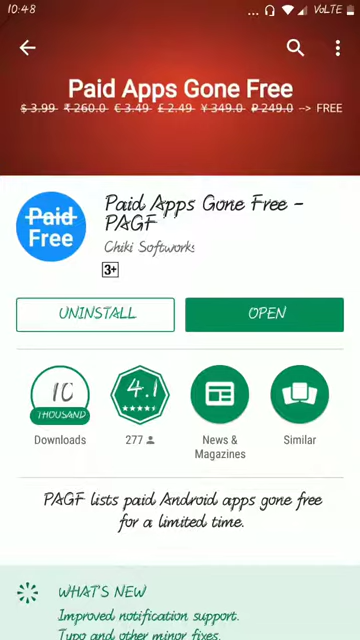 10:48
... VoLTE
Paid Apps Gone Free
$ 3.99 ₹ 260.0 € 3.49 £ 2.49 ¥ 349.0 ₽ 249.0 --> FREE
Paid
Free
Paid Apps Gone Free -
PAGF
Chiki Softworks
3+
UNINSTALL
OPEN
10
THOUSAND
Downloads
4.1
277
News &
Magazines
Similar
PAGF lists paid Android apps gone free
for a limited time.
WHAT'S NEW
Improved notification support.
Typo and other minor fixes.